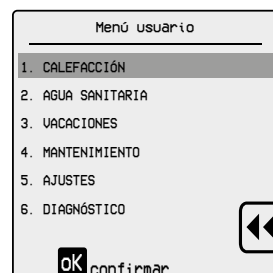 Menú usuario
1. CALEFACCIÓN
2. AGUA SANITARIA
3. VACACIONES
4. MANTENIMIENTO
5. AJUSTES
6. DIAGNÓSTICO
OK confirmar